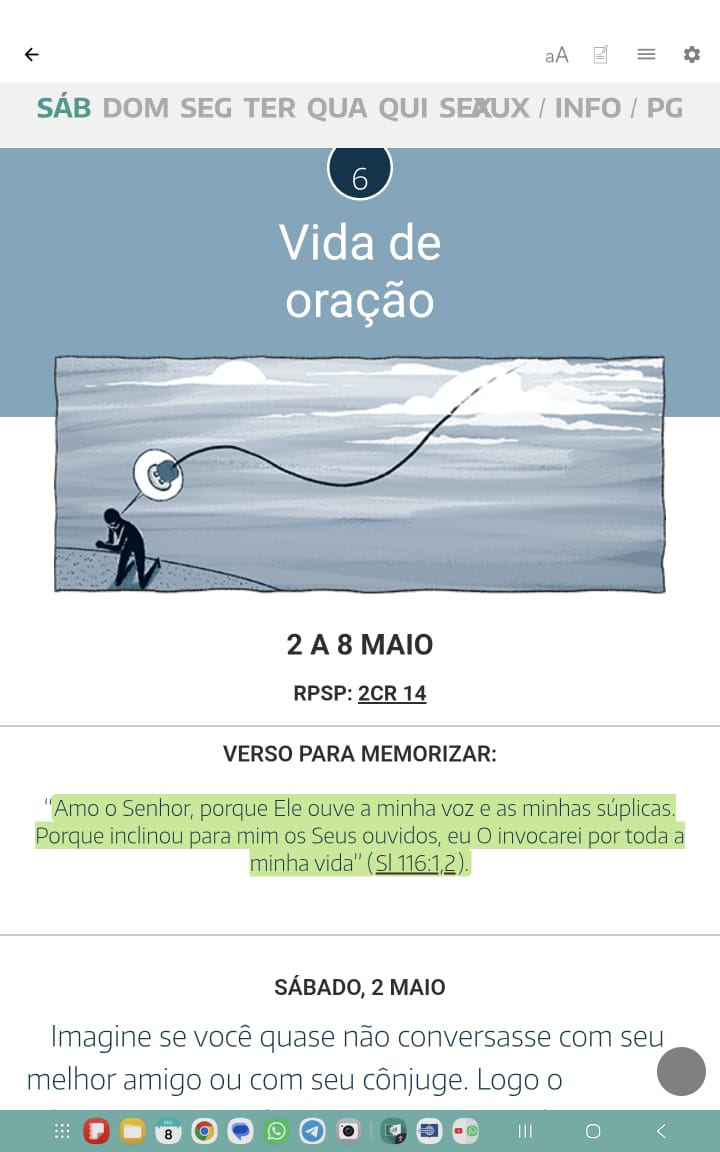 aA
SÁB DOM SEG TER QUA QUI SEX AUX / INFO / PG
6
Vida de
oração
2 A 8 MAIO
RPSP: 2CR 14
VERSO PARA MEMORIZAR:
“Amo o Senhor, porque Ele ouve a minha voz e as minhas súplicas.
Porque inclinou para mim os Seus ouvidos, eu O invocarei por toda a
minha vida” (Sl 116:1,2).
SÁBADO, 2 MAIO
Imagine se você quase não conversasse com seu
melhor amigo ou com seu cônjuge. Logo o
8